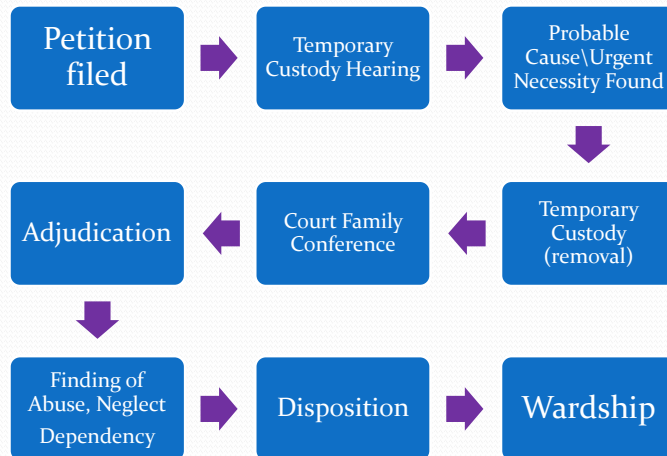 Petition
filed
Temporary
Custody Hearing
Probable
Cause\Urgent
Necessity Found
Temporary
Custody
(removal)
Court Family
Conference
Adjudication
Finding of
Abuse, Neglect
Dependency
Disposition
Wardship